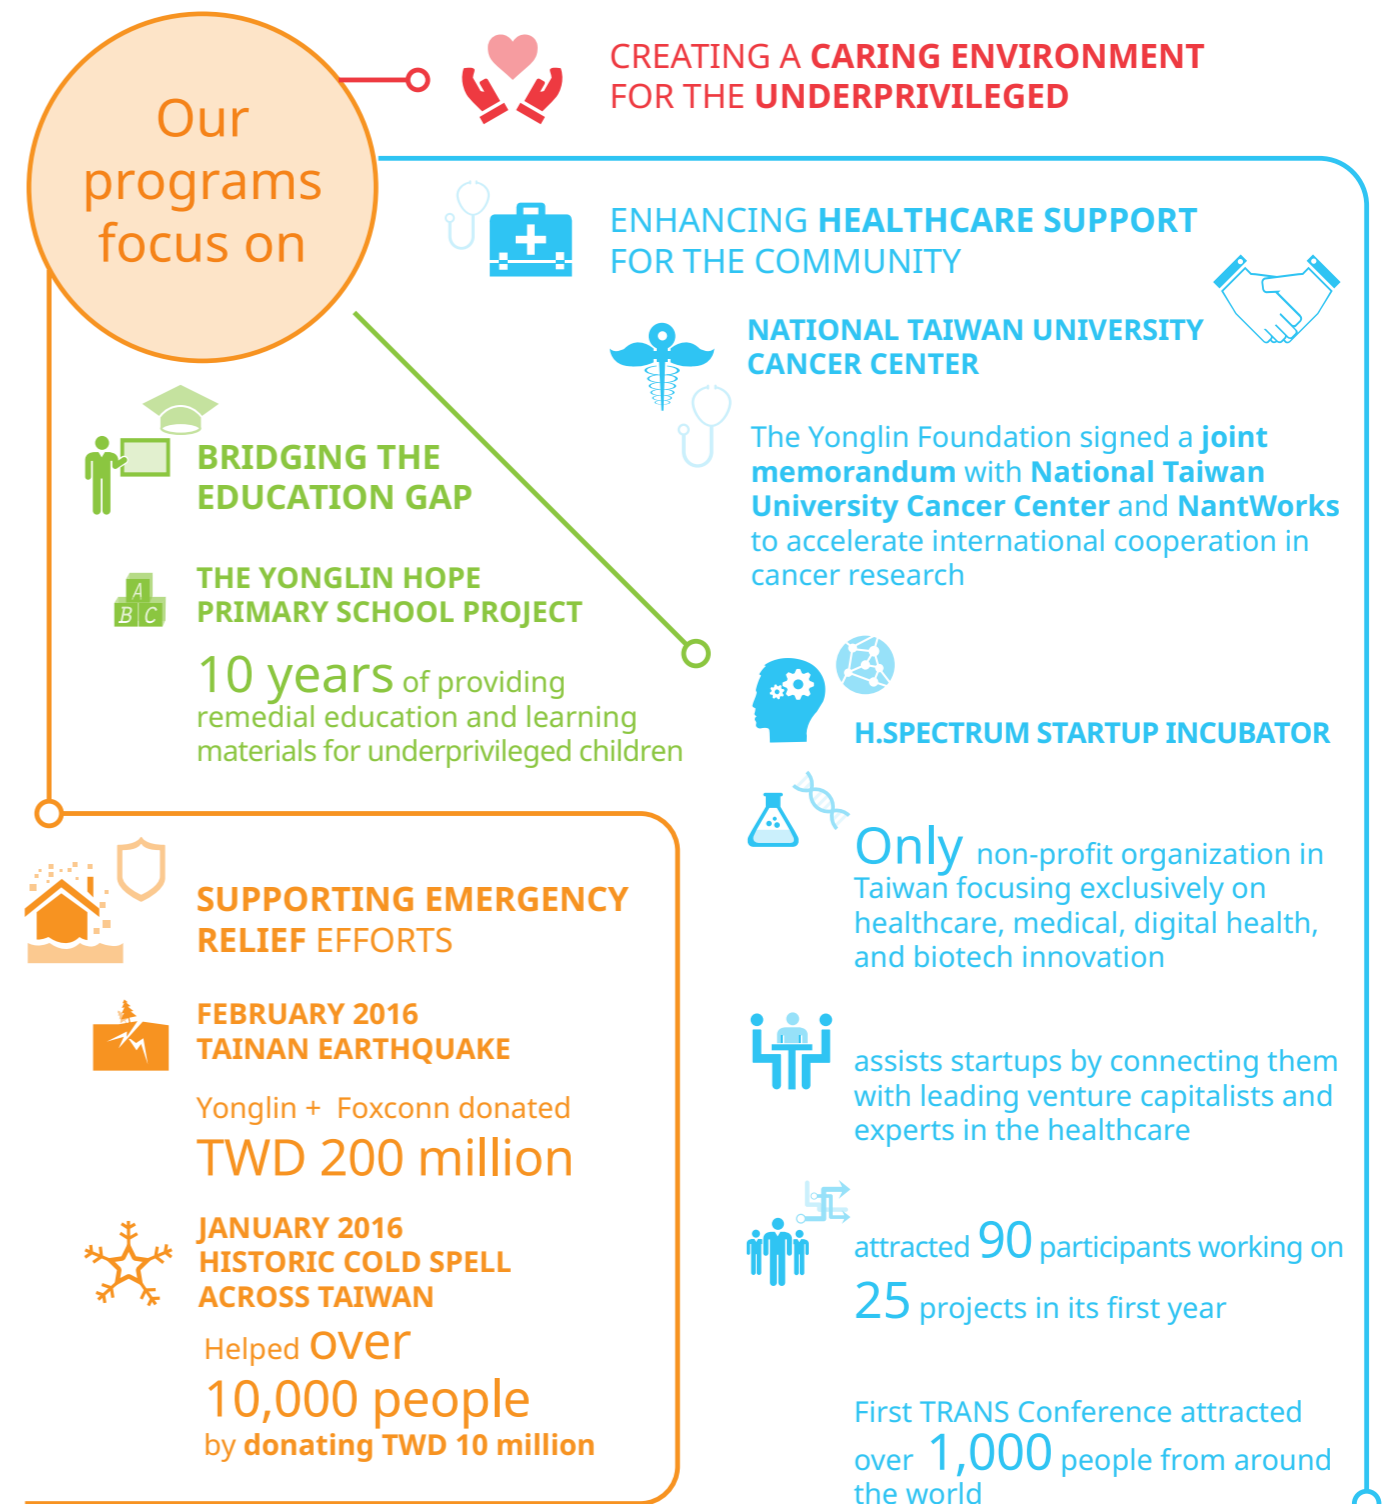 Our
programs
focus on
CREATING A CARING ENVIRONMENT
FOR THE UNDERPRIVILEGED
ENHANCING HEALTHCARE SUPPORT
FOR THE COMMUNITY
NATIONAL TAIWAN UNIVERSITY
CANCER CENTER
The Yonglin Foundation signed a joint
memorandum with National Taiwan
University Cancer Center and NantWorks
to accelerate international cooperation in
cancer research
H.SPECTRUM STARTUP INCUBATOR
Only non-profit organization in
Taiwan focusing exclusively on
healthcare, medical, digital health,
and biotech innovation
assists startups by connecting them
with leading venture capitalists and
experts in the healthcare
attracted 90 participants working on
25 projects in its first year
First TRANS Conference attracted
over 1,000 people from around
the world
BRIDGING THE
EDUCATION GAP
A
B C
THE YONGLIN HOPE
PRIMARY SCHOOL PROJECT
10 years of providing
remedial education and learning
materials for underprivileged children
SUPPORTING EMERGENCY
RELIEF EFFORTS
FEBRUARY 2016
TAINAN EARTHQUAKE
Yonglin + Foxconn donated
TWD 200 million
JANUARY 2016
HISTORIC COLD SPELL
ACROSS TAIWAN
Helped over
10,000 people
by donating TWD 10 million